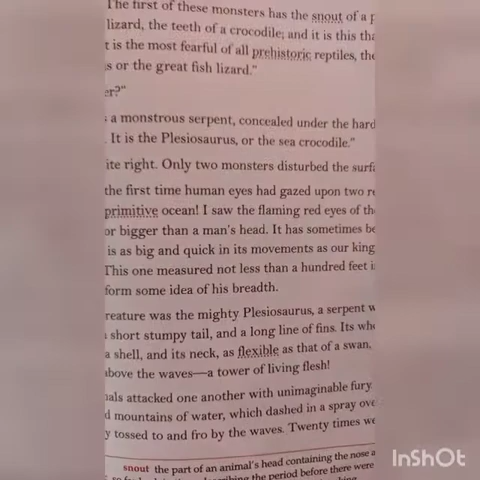 The first of these monsters has the snout of a
lizard, the teeth of a crocodile; and it is this
t is the most fearful of all prehistoric reptiles, the
s or the great fish lizard."
er?"
a monstrous serpent, concealed under the hard
. It is the Plesiosaurus, or the sea crocodile."
ite right. Only two monsters disturbed the
the first time human eyes had gazed upon two
primitive ocean! I saw the flaming red eyes of
or bigger than a man's head. It has sometimes
is as big and quick in its movements as our king
This one measured not less than a hundred feet
form some idea of his breadth.
reature was the mighty Plesiosaurus, a serpent
short stumpy tail, and a long line of fins. Its
a shell, and its neck, as flexible as that of a swan,
above the waves—a tower of living flesh!
als attacked one another with unimaginable fury
d mountains of water, which dashed in a spray
y tossed to and fro by the waves. Twenty times
snout the part of an animal's head containing the nose
the period before there were
InShOt